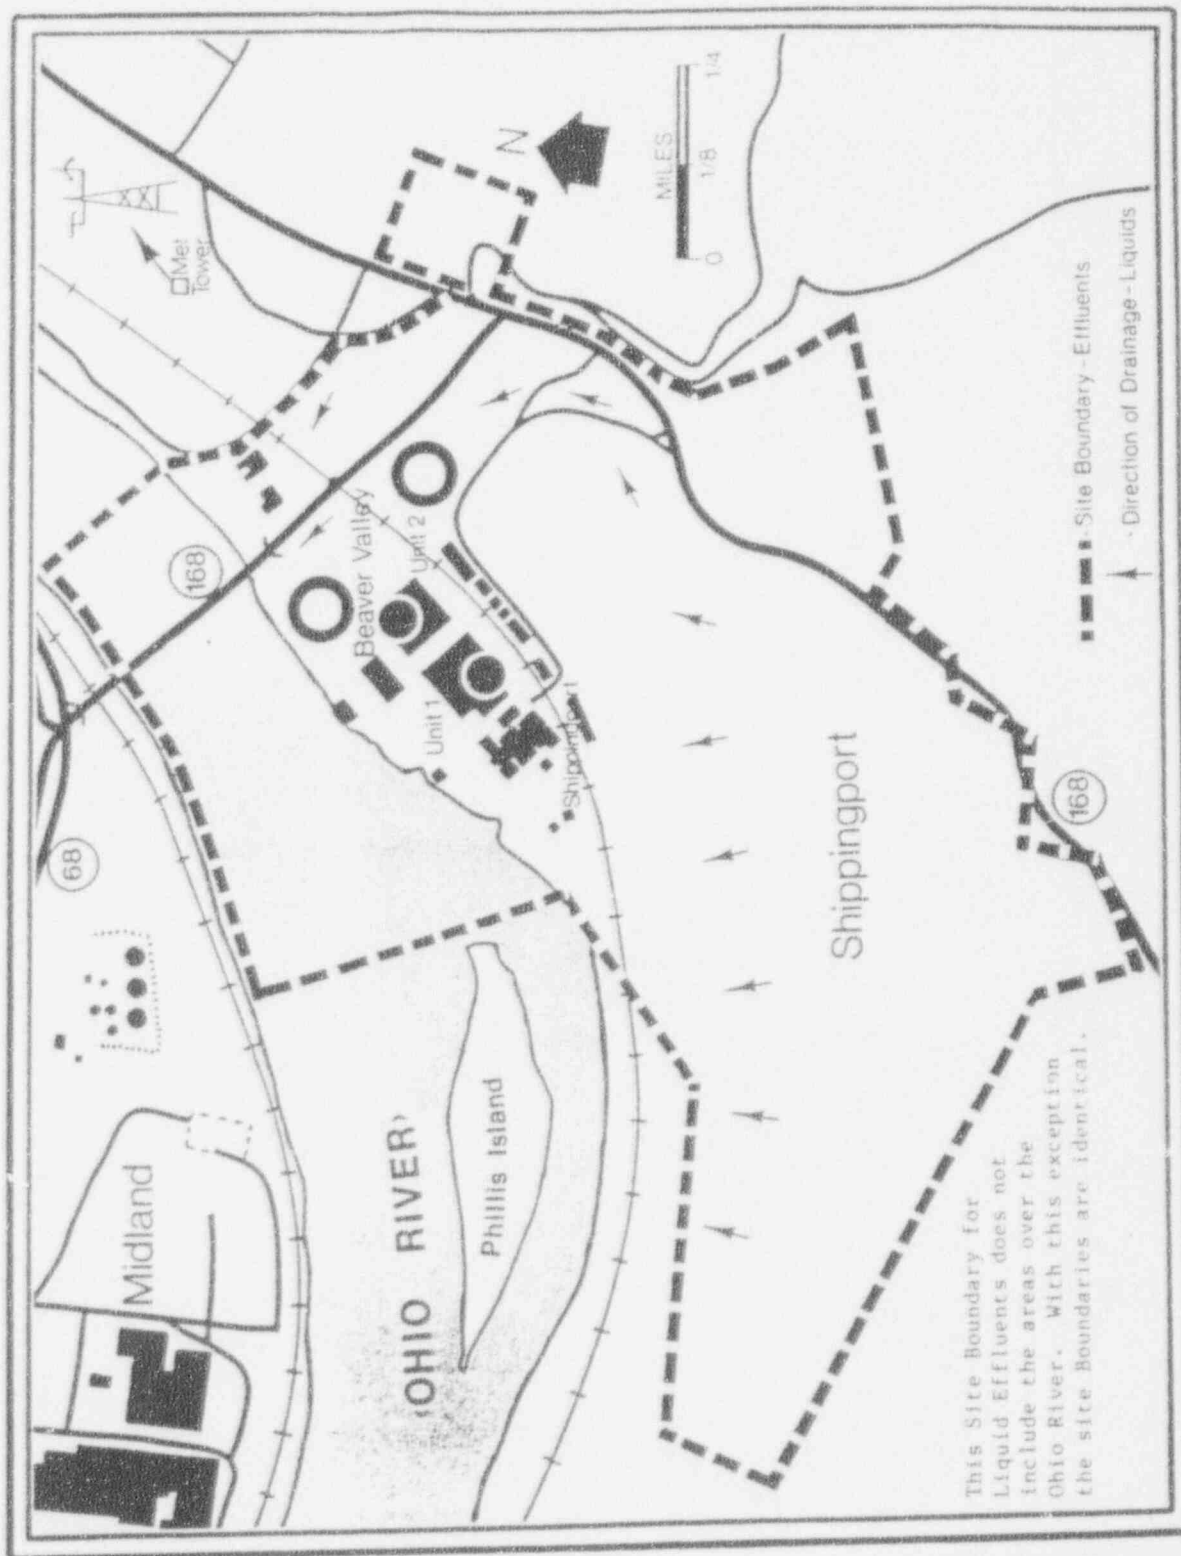 Midland
68
168
Met
Tower
N
MILES
0 1/8 1/4
(OHIO RIVER)
Phillis Island
Beaver Valley
Unit 1
Unit 2
Shippingport
Shippingport
168
This Site Boundary for
Liquid Effluents does not
include the areas over the
Ohio River. With this exception
the site Boundaries are identical.
- Site Boundary - Effluents
- Direction of Drainage - Liquids